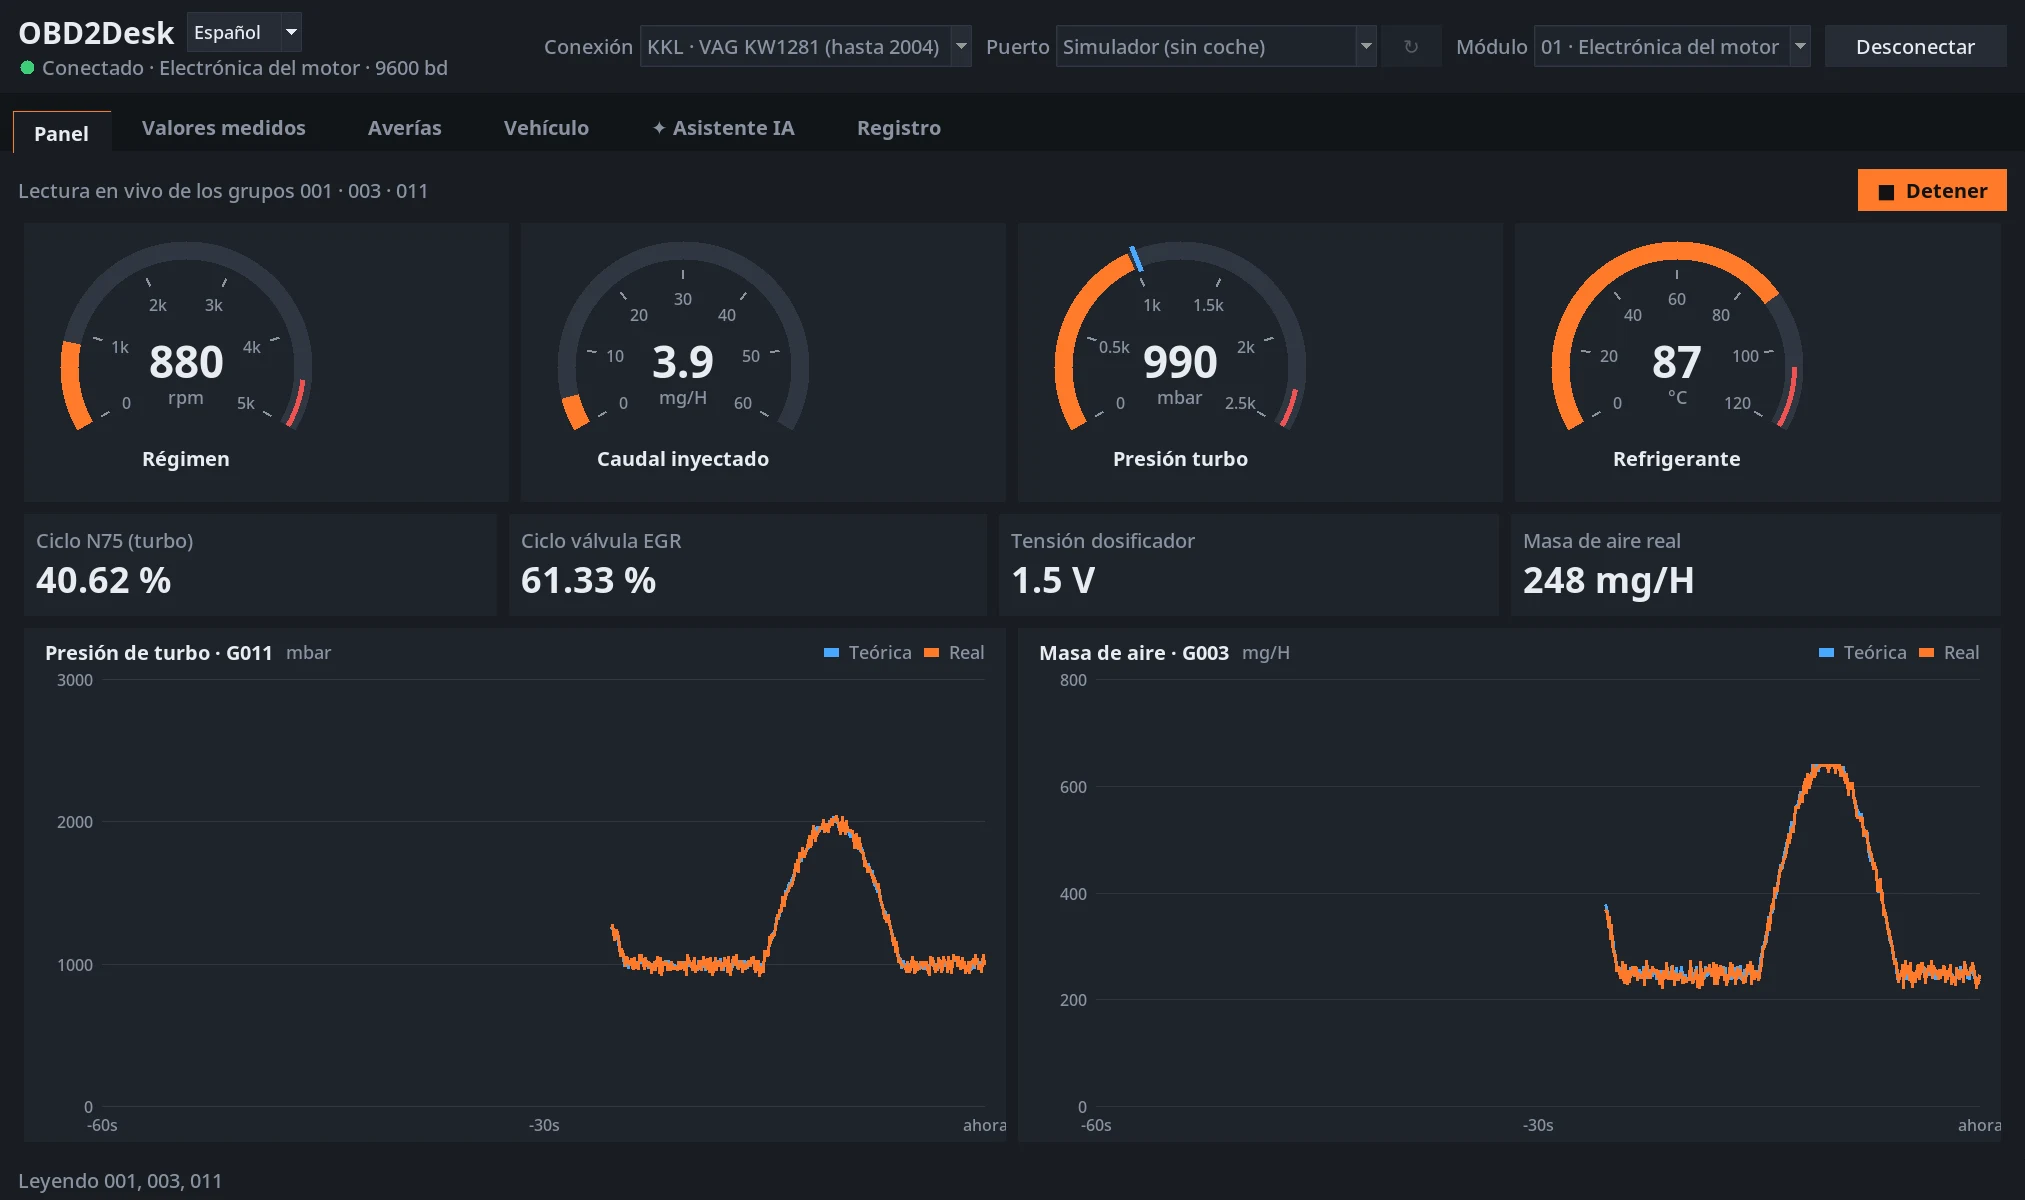 OBD2Desk Español
Conectado · Electrónica del motor · 9600 bd
Conexión KKL · VAG KW1281 (hasta 2004) Puerto Simulador (sin coche) ↻ Módulo 01 · Electrónica del motor Desconectar
Panel Valores medidos Averías Vehículo ✦ Asistente IA Registro
Lectura en vivo de los grupos 001 · 003 · 011
■ Detener
0 1k 2k 3k 4k 5k
880
rpm
Régimen
0 10 20 30 40 50 60
3.9
mg/H
Caudal inyectado
0 0.5k 1k 1.5k 2k 2.5k
990
mbar
Presión turbo
0 20 40 60 80 100 120
87
°C
Refrigerante
Ciclo N75 (turbo)
40.62 %
Ciclo válvula EGR
61.33 %
Tensión dosificador
1.5 V
Masa de aire real
248 mg/H
Presión de turbo · G011 mbar Teórica Real
3000
2000
1000
0
-60s -30s ahora
Masa de aire · G003 mg/H Teórica Real
800
600
400
200
0
-60s -30s ahora
Leyendo 001, 003, 011